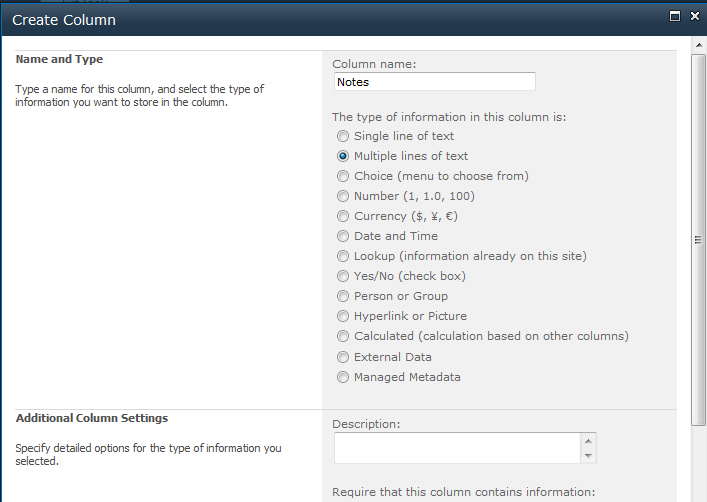 Create Column
Name and Type
Type a name for this column, and select the type of
information you want to store in the column.
Column name:
Notes
The type of information in this column is:
Single line of text
Multiple lines of text
Choice (menu to choose from)
Number (1, 1.0, 100)
Currency ($, ¥, €)
Date and Time
Lookup (information already on this site)
Yes/No (check box)
Person or Group
Hyperlink or Picture
Calculated (calculation based on other columns)
External Data
Managed Metadata
Additional Column Settings
Specify detailed options for the type of information you
selected.
Description:
Require that this column contains information: